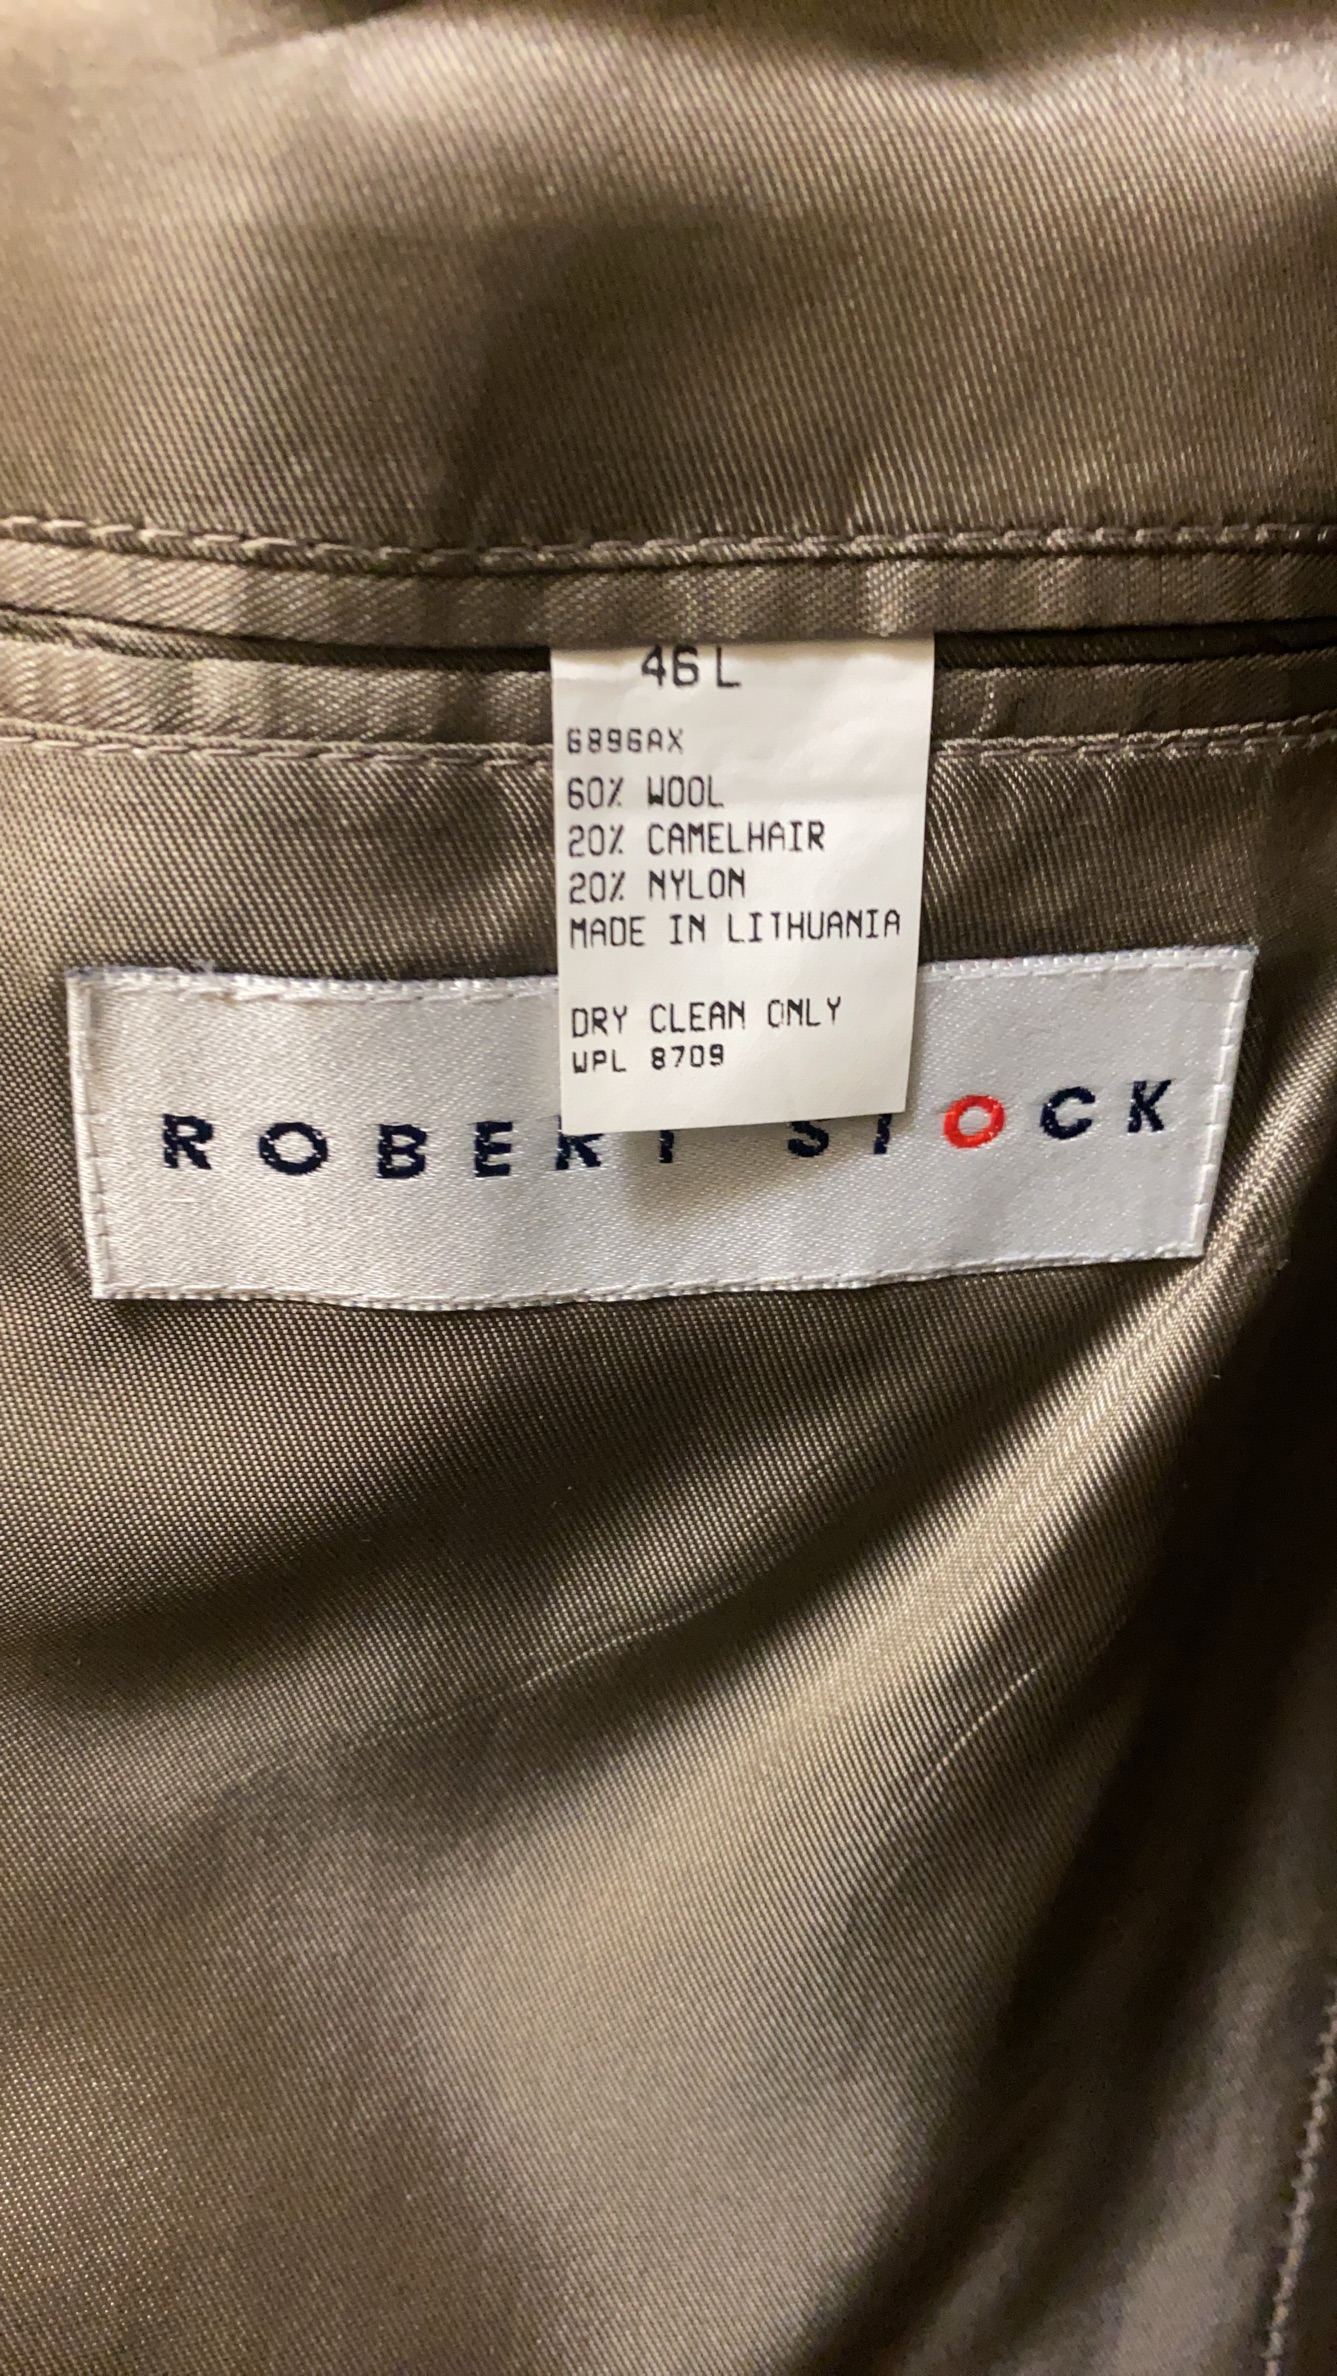 46 L
6896AX
60% WOOL
20% CAMELHAIR
20% NYLON
MADE IN LITHUANIA
DRY CLEAN ONLY
WPL 8709
ROBERT STOCK